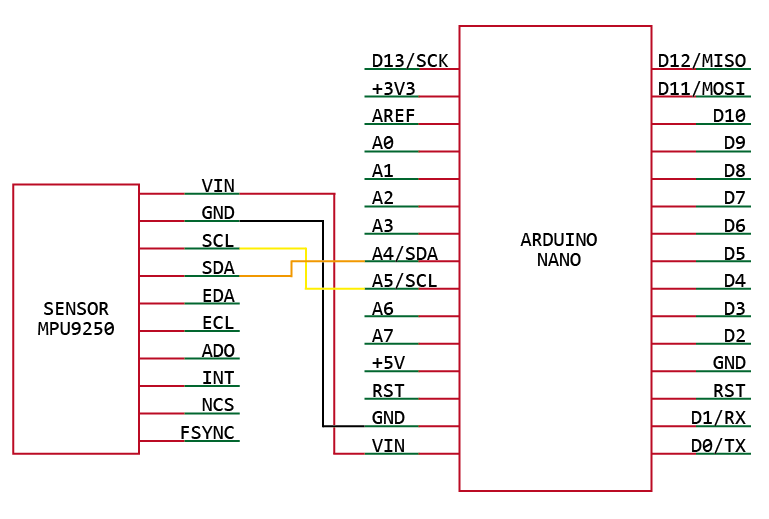 VIN
GND
SCL
SDA
EDA
ECL
ADO
INT
NCS
FSYNC
SENSOR
MPU9250
D13/SCK
+3V3
AREF
A0
A1
A2
A3
A4/SDA
A5/SCL
A6
A7
+5V
RST
GND
VIN
ARDUINO
NANO
D12/MISO
D11/MOSI
D10
D9
D8
D7
D6
D5
D4
D3
D2
GND
RST
D1/RX
D0/TX